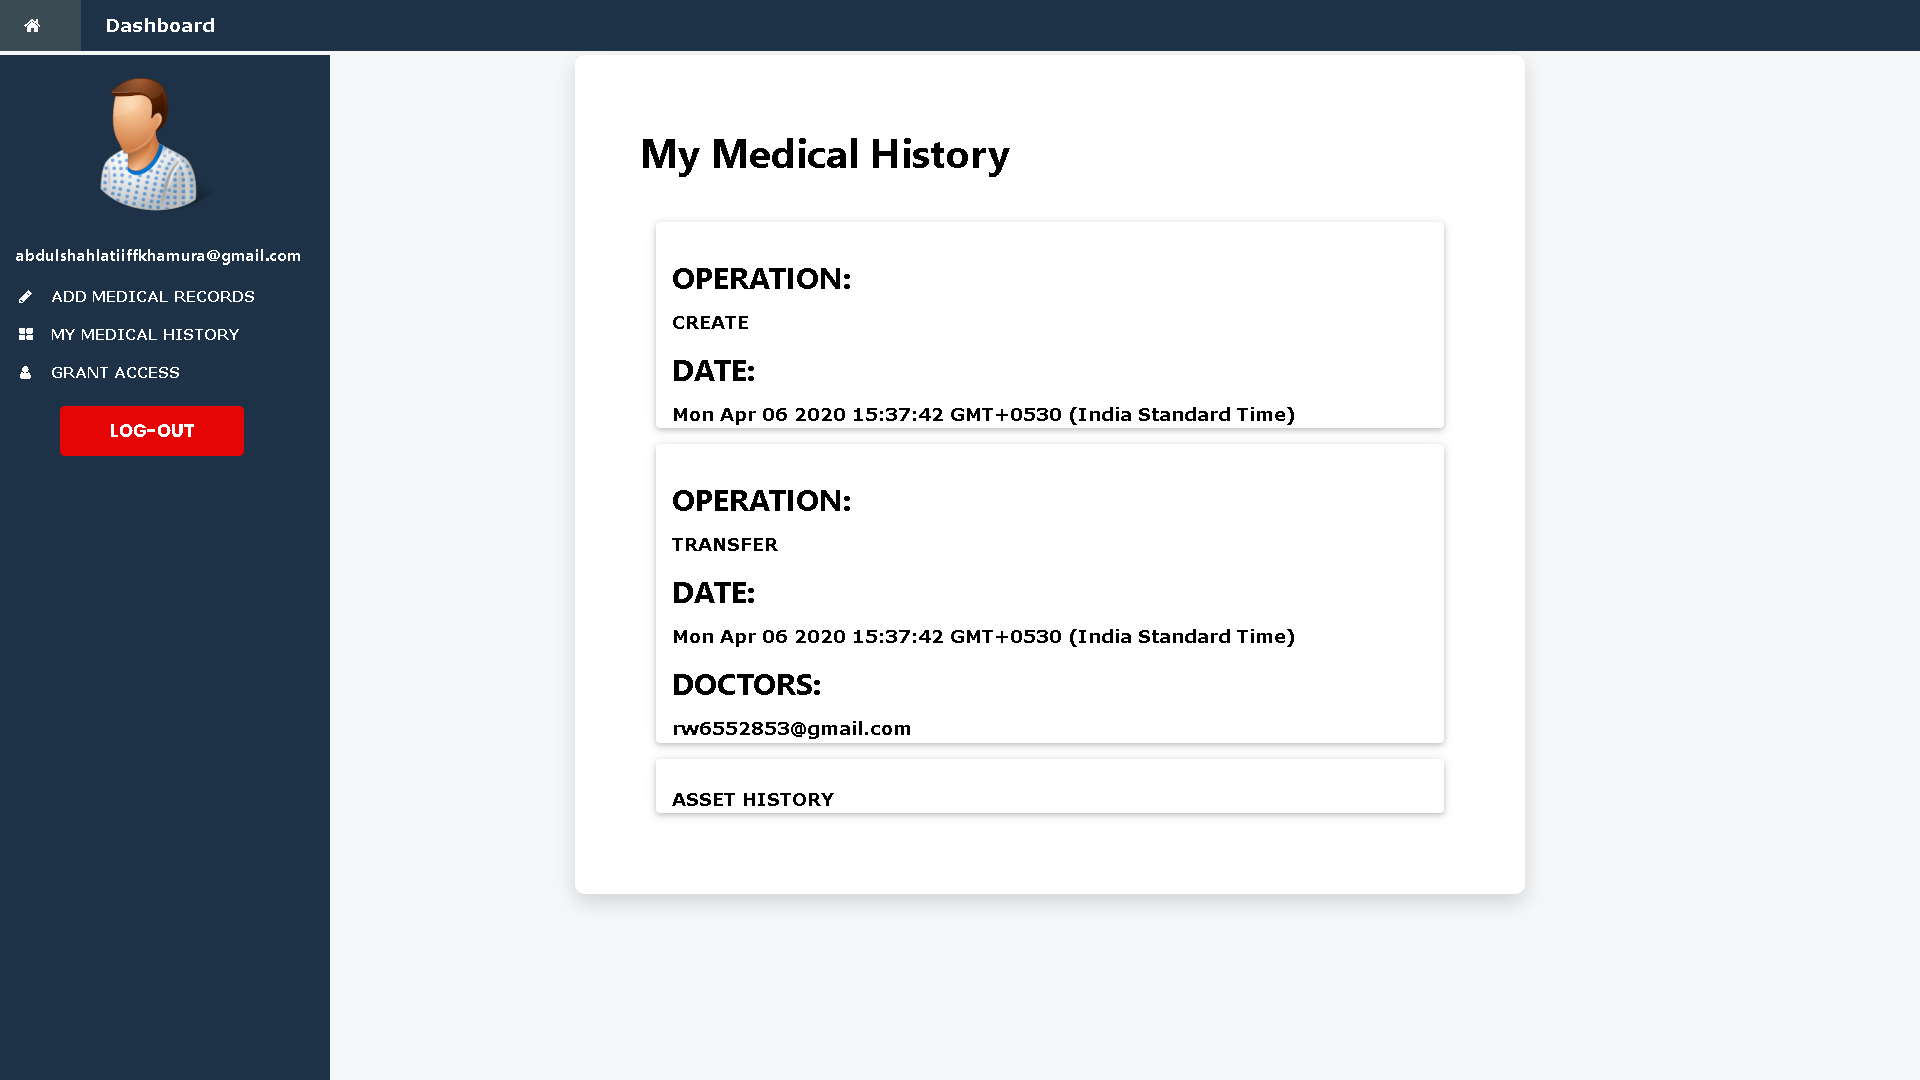 Dashboard
abdulshahlatiiffkhamura@gmail.com
ADD MEDICAL RECORDS
MY MEDICAL HISTORY
GRANT ACCESS
LOG-OUT
My Medical History
OPERATION:
CREATE
DATE:
Mon Apr 06 2020 15:37:42 GMT+0530 (India Standard Time)
OPERATION:
TRANSFER
DATE:
Mon Apr 06 2020 15:37:42 GMT+0530 (India Standard Time)
DOCTORS:
rw6552853@gmail.com
ASSET HISTORY